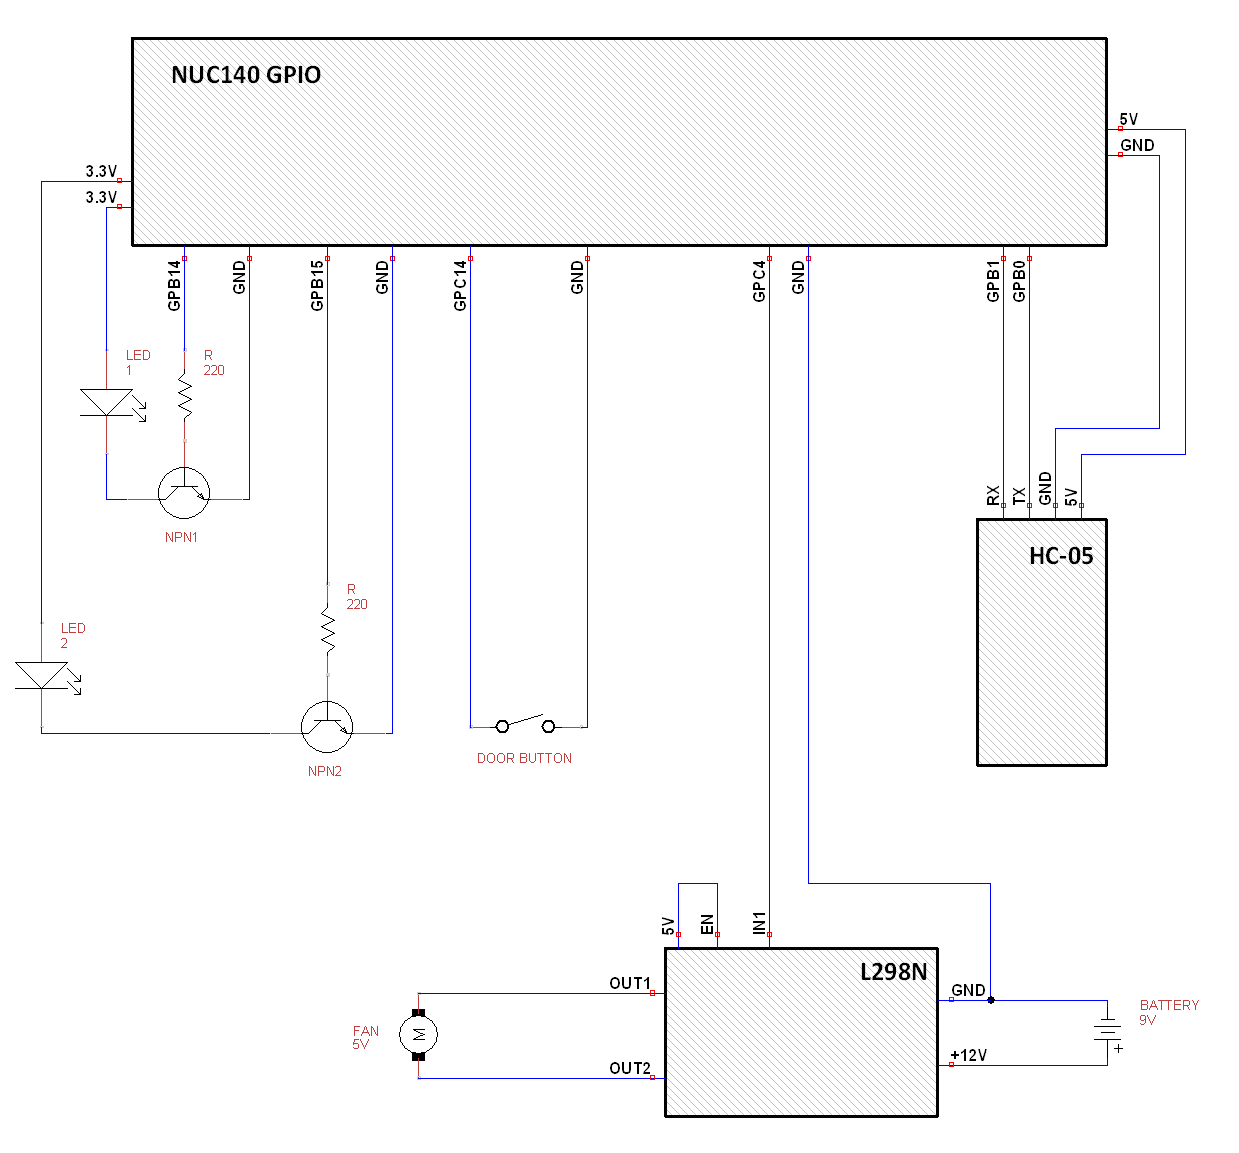 NUC140 GPIO
5V
GND
3.3V
3.3V
GPB14
GND
GPB15
GND
GPC14
GND
GPC4
GND
GPB1
GPB0
LED
1
R
220
NPN1
RX
TX
GND
5V
HC-05
R
220
LED
2
NPN2
DOOR BUTTON
5V
EN
IN1
L298N
OUT1
GND
BATTERY
9V
+
FAN
5V
M
+12V
OUT2